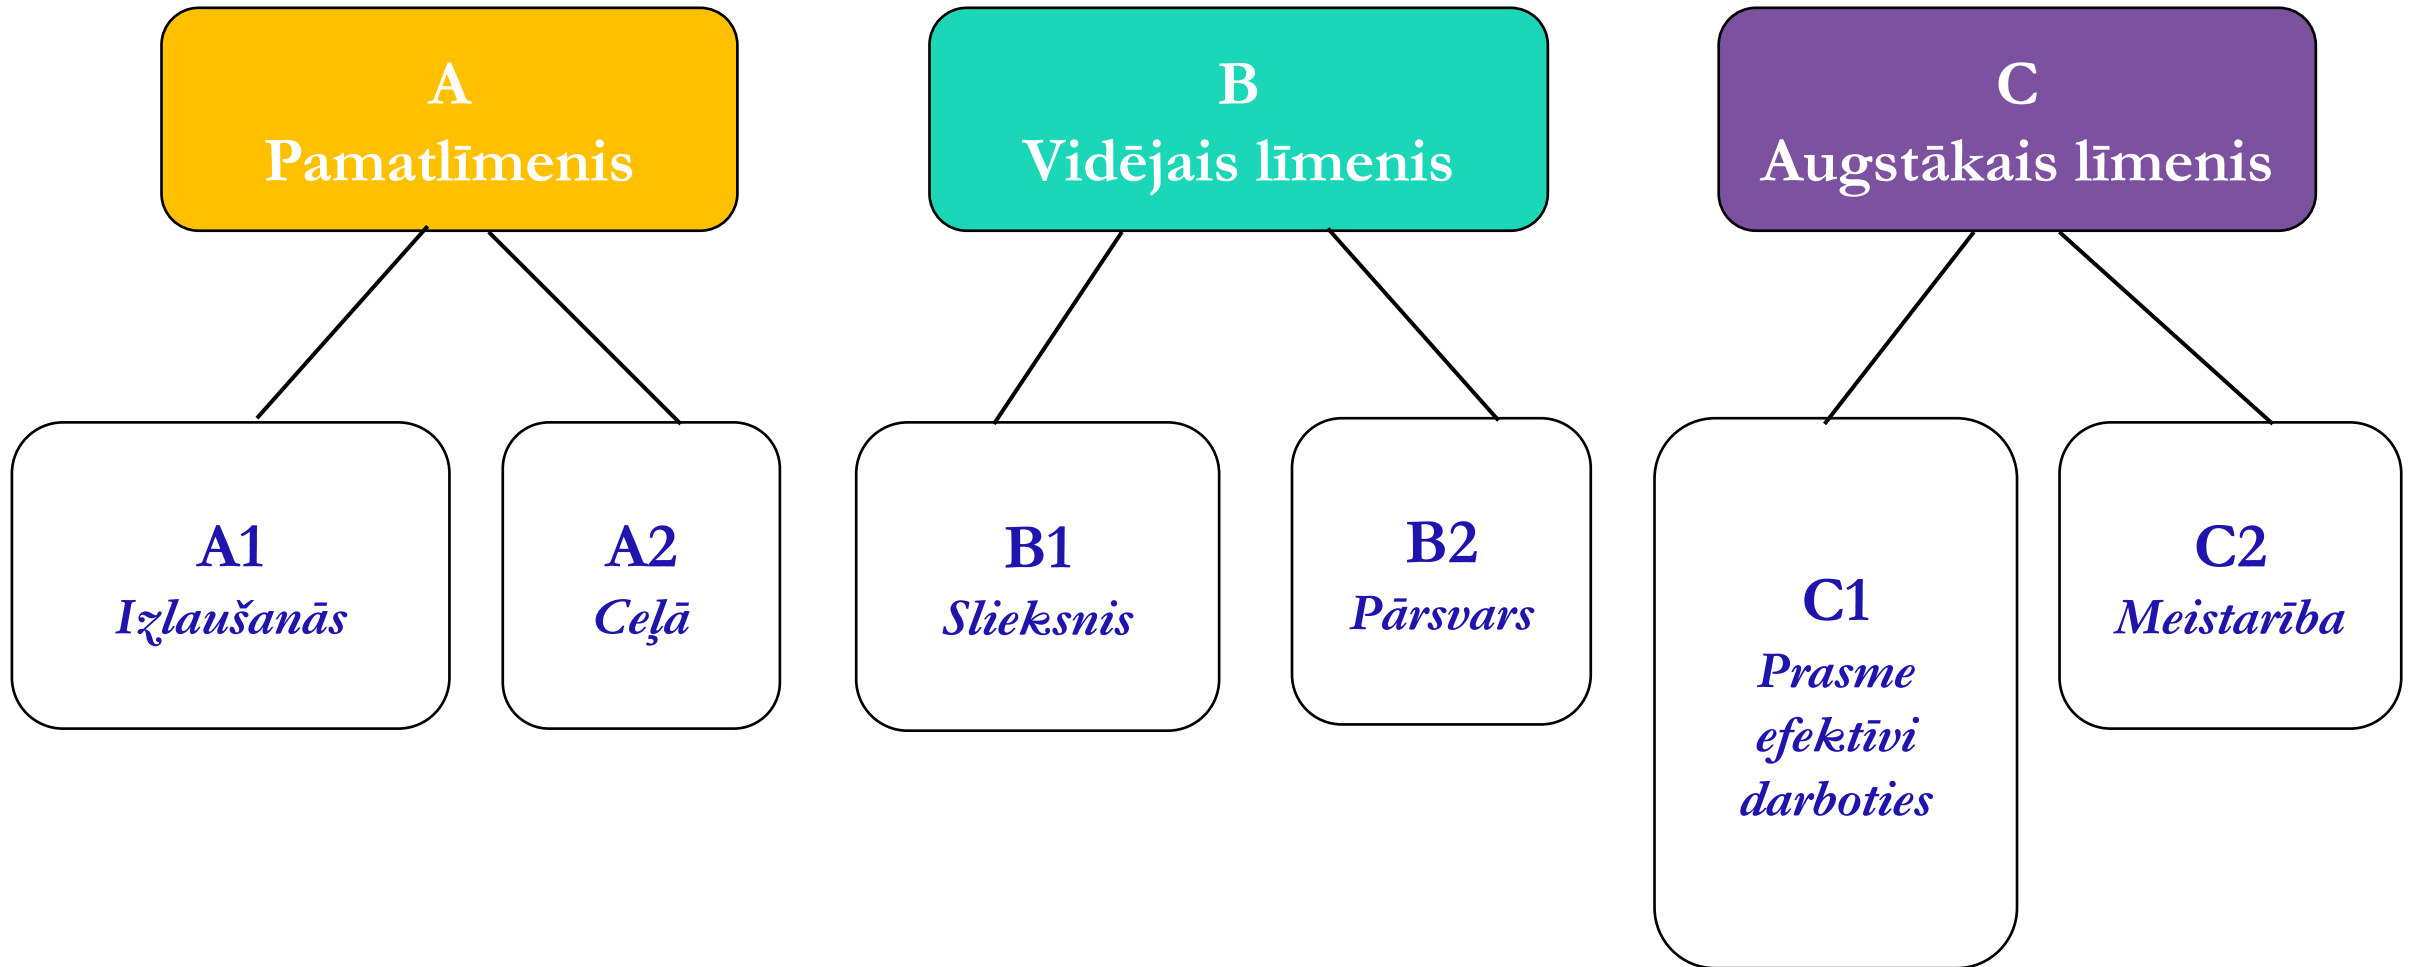 A
Pamatlīmenis
B
Vidējais līmenis
C
Augstākais līmenis
A1
Izlaušanās
A2
Ceļā
B1
Slieksnis
B2
Pārsvars
C1
Prasme
efektīvi
darboties
C2
Meistarība